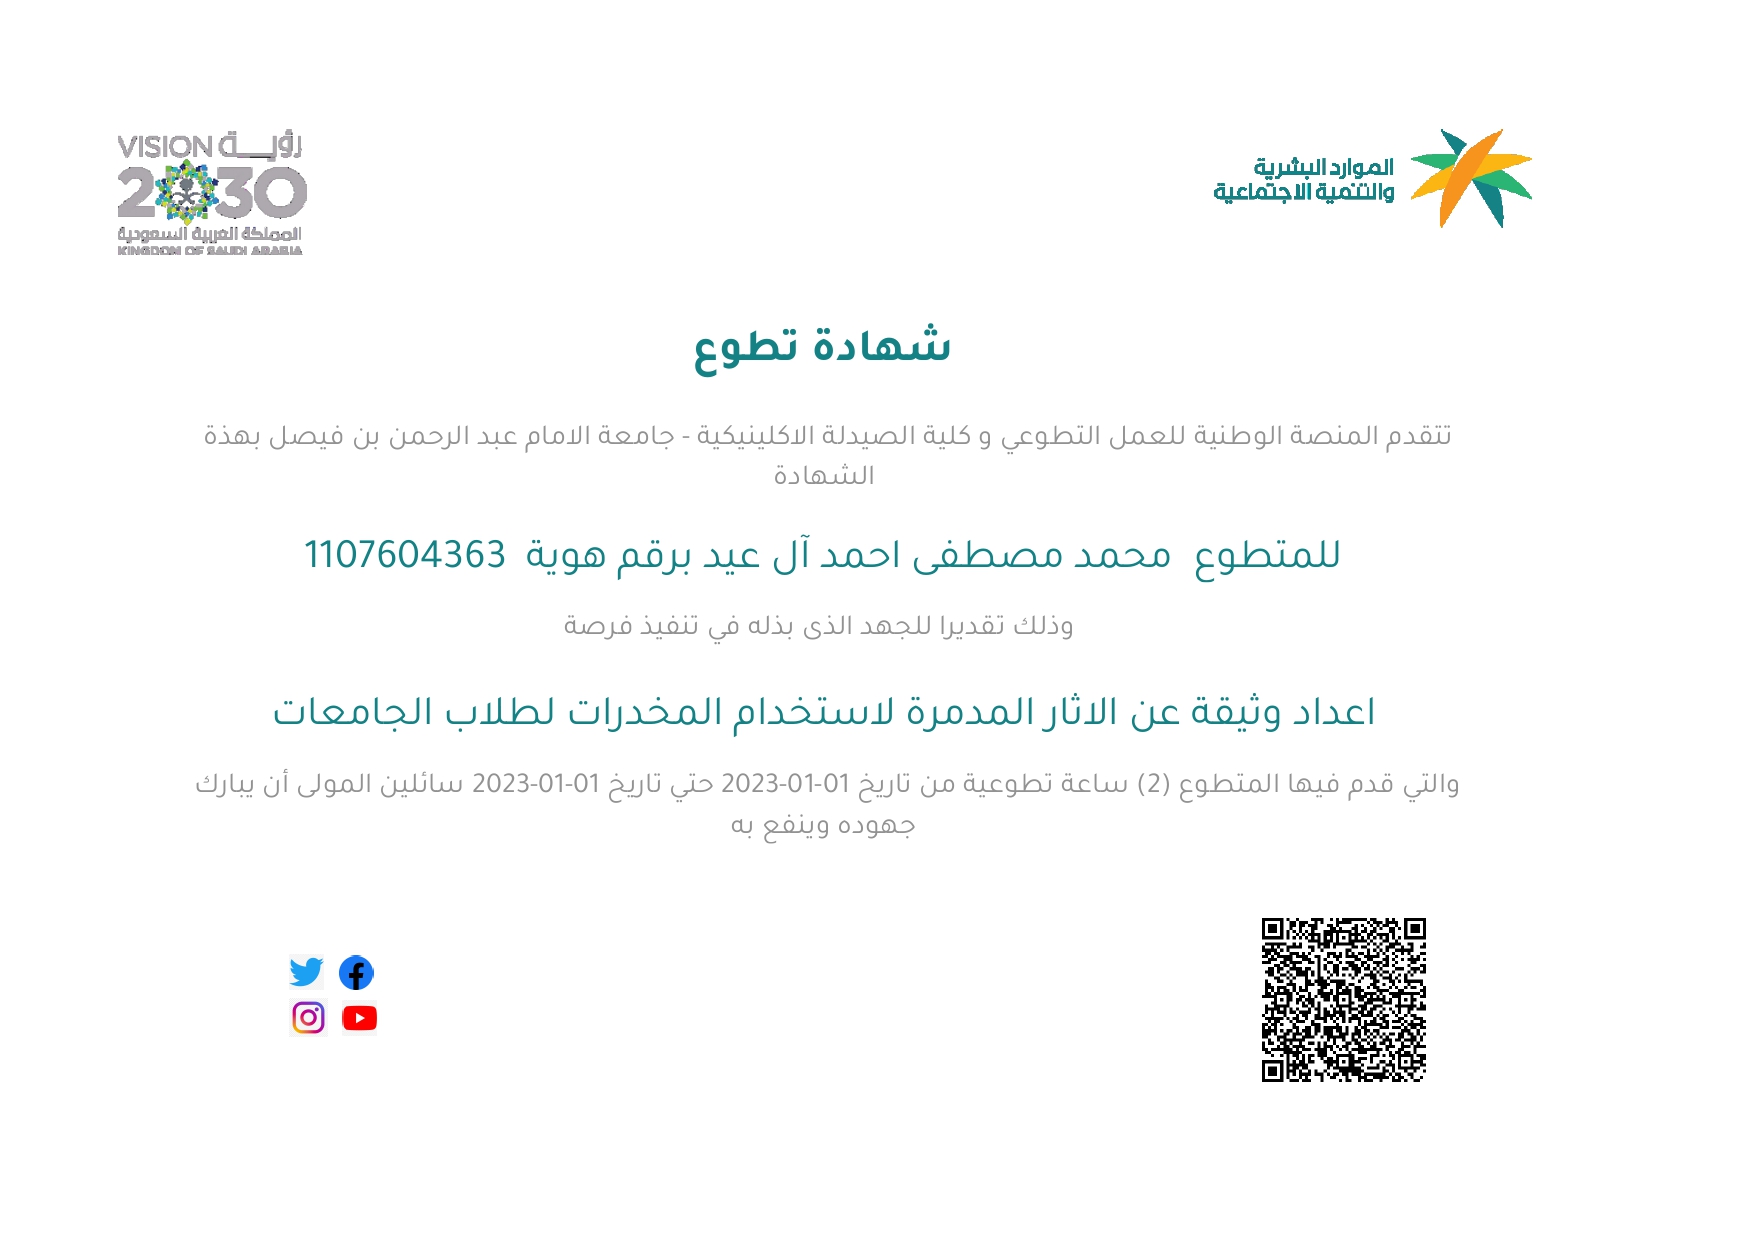 VISION رؤيـــة
2030
المملكة العربية السعودية
KINGDOM OF SAUDI ARABIA
الموارد البشرية
والتنمية الاجتماعية
شهادة تطوع
تتقدم المنصة الوطنية للعمل التطوعي و كلية الصيدلة الاكلينيكية - جامعة الامام عبد الرحمن بن فيصل بهذة
الشهادة
للمتطوع محمد مصطفى احمد آل عيد برقم هوية 1107604363
وذلك تقديرا للجهد الذى بذله في تنفيذ فرصة
اعداد وثيقة عن الاثار المدمرة لاستخدام المخدرات لطلاب الجامعات
والتي قدم فيها المتطوع (2) ساعة تطوعية من تاريخ 01-01-2023 حتي تاريخ 01-01-2023 سائلين المولى أن يبارك
جهوده وينفع به